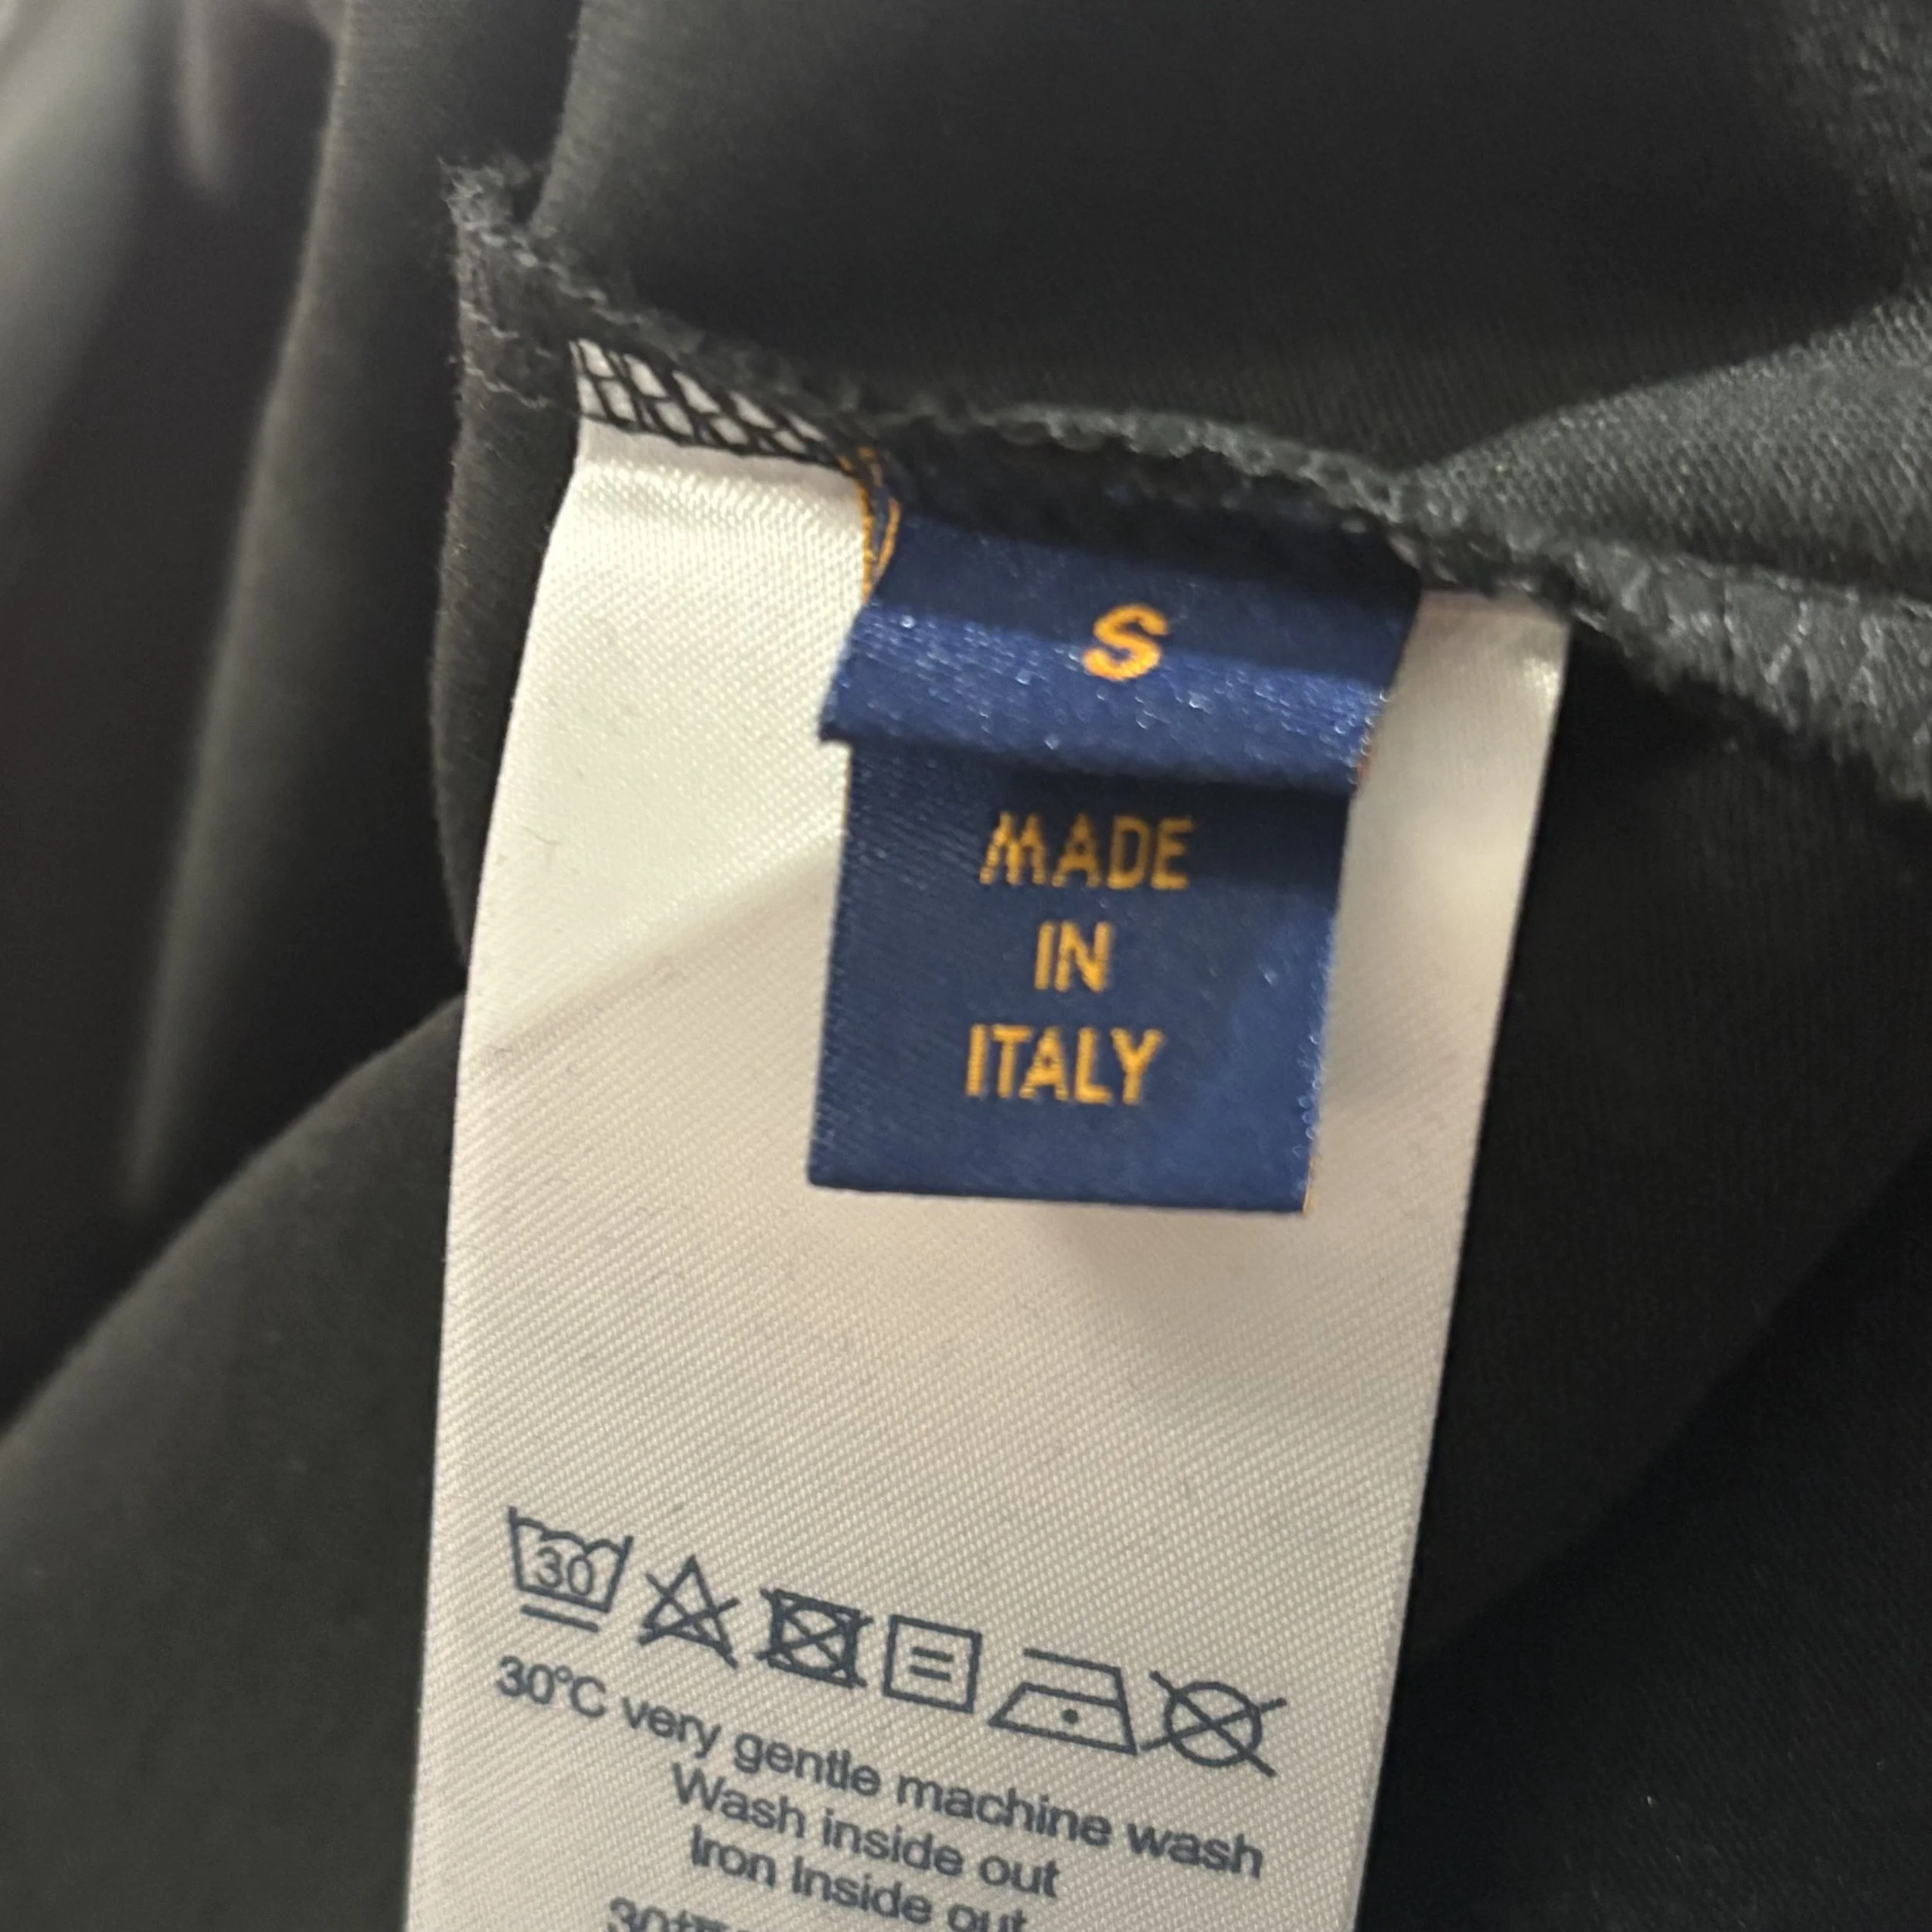 S
MADE
IN
ITALY
30
30°C very gentle machine wash
Wash inside out
Iron Inside out